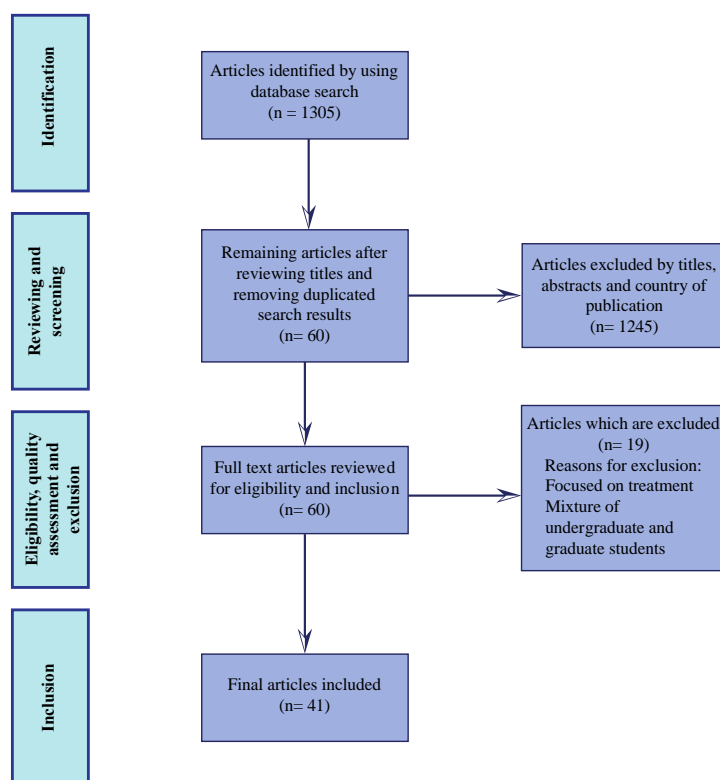 Identification
Articles identified by using
database search
(n = 1305)
Reviewing and
screening
Remaining articles after
reviewing titles and
removing duplicated
search results
(n= 60)
Articles excluded by titles,
abstracts and country of
publication
(n= 1245)
Eligibility, quality
assessment and
exclusion
Full text articles reviewed
for eligibility and inclusion
(n= 60)
Articles which are excluded
(n= 19)
Reasons for exclusion:
Focused on treatment
Mixture of
undergraduate and
graduate students
Inclusion
Final articles included
(n= 41)